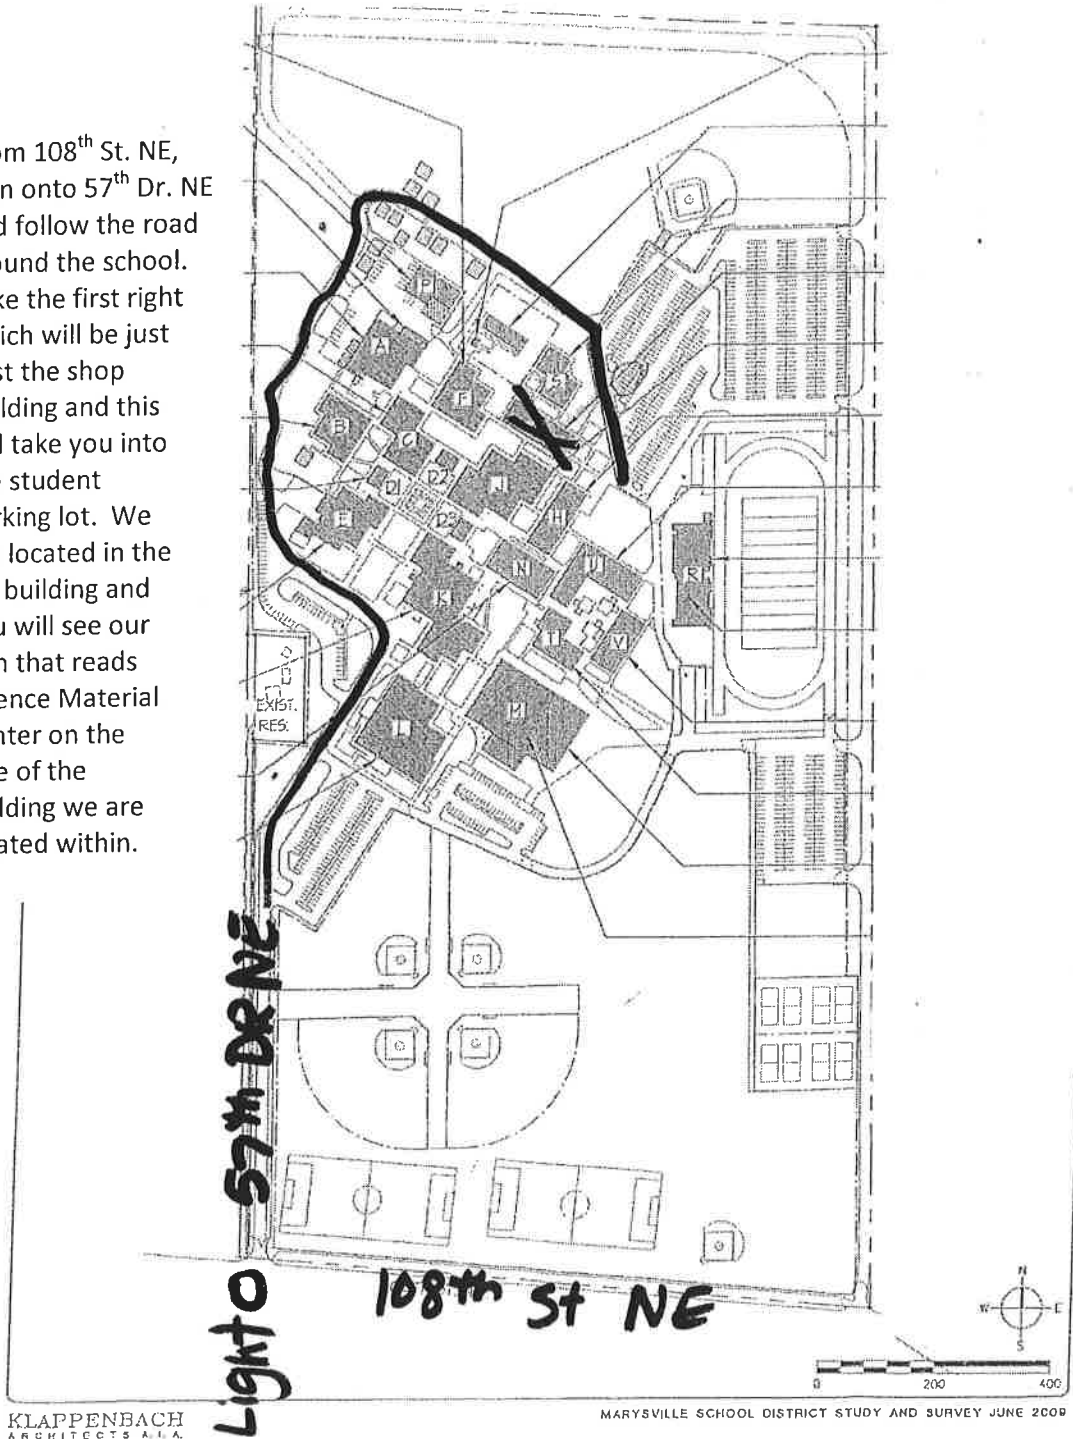 om 108th St. NE,
n onto 57th Dr. NE
d follow the road
ound the school.
ke the first right
ich will be just
st the shop
ilding and this
l take you into
e student
rking lot. We
located in the
building and
u will see our
n that reads
ence Material
nter on the
e of the
lding we are
ated within.
P
A
F
B
C
D2
J
D1
E
D3
H
N
U
RH
K
T
V
EXIST.
RES.
L
M
57th DR NE
Light
108th St NE
N
W
E
S
0
200
400
KLAPPENBACH
ARCHITECTS A.I.A.
MARYSVILLE SCHOOL DISTRICT STUDY AND SURVEY JUNE 2009